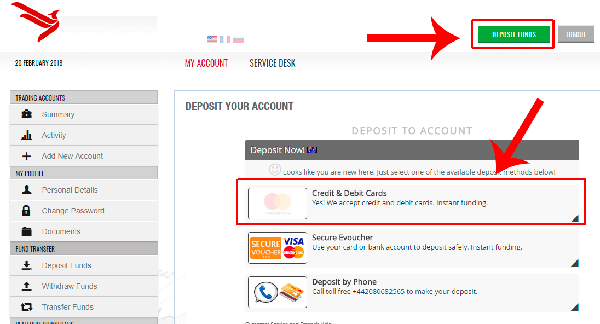 DEPOSIT FUNDS
LOGOUT
20 FEBRUARY 2018
MY ACCOUNT
SERVICE DESK
TRADING ACCOUNTS
Summary
Activity
Add New Account
MY PROFILE
Personal Details
Change Password
Documents
FUND TRANSFER
Deposit Funds
Withdraw Funds
Transfer Funds
DEPOSIT YOUR ACCOUNT
DEPOSIT TO ACCOUNT
Deposit Now!
Looks like you are new here. Just select one of the available deposit methods below!
Credit & Debit Cards
Yes! We accept credit and debit cards. Instant funding.
SECURE
VOUCHER
VISA
Secure Evoucher
Use your card or bank account to deposit safely. Instant funding.
Deposit by Phone
Call toll free +442080682565 to make your deposit.